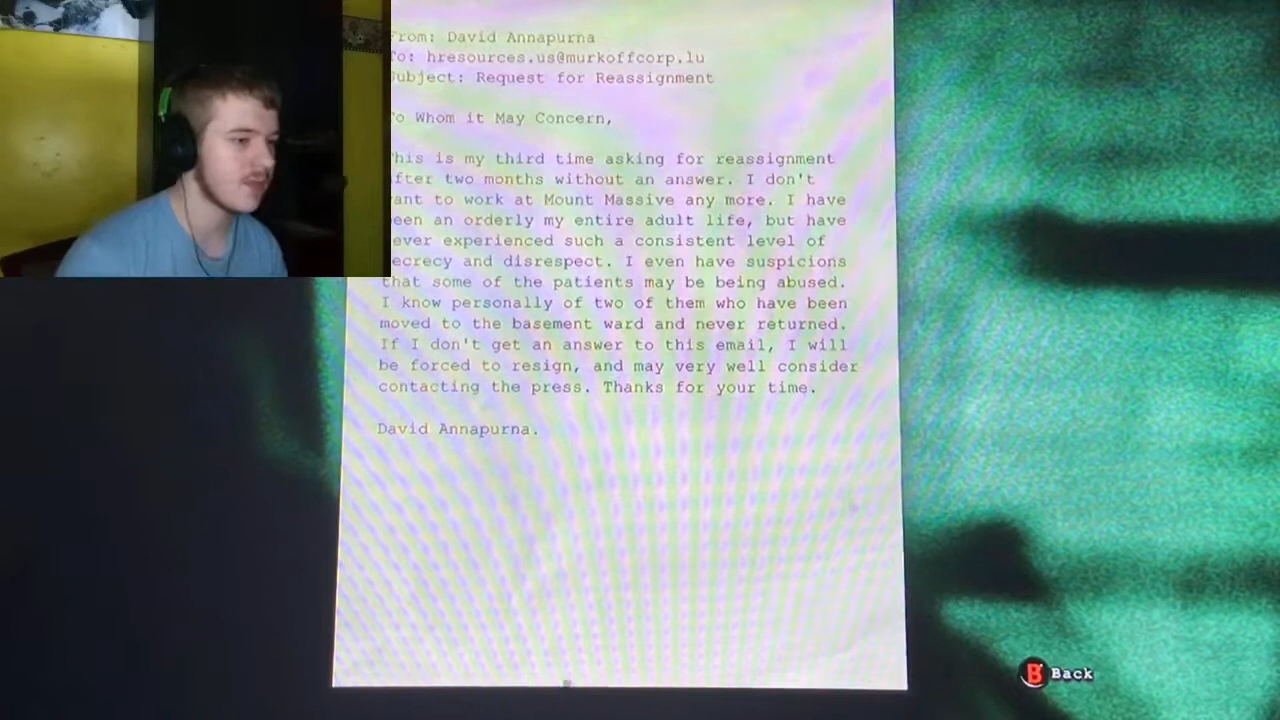 From: David Annapurna
To: hresources.us@murkoffcorp.lu
Subject: Request for Reassignment
To Whom it May Concern,
This is my third time asking for reassignment
after two months without an answer. I don't
want to work at Mount Massive any more. I have
been an orderly my entire adult life, but have
never experienced such a consistent level of
secrecy and disrespect. I even have suspicions
that some of the patients may be being abused.
I know personally of two of them who have been
moved to the basement ward and never returned.
If I don't get an answer to this email, I will
be forced to resign, and may very well consider
contacting the press. Thanks for your time.
David Annapurna.
B Back